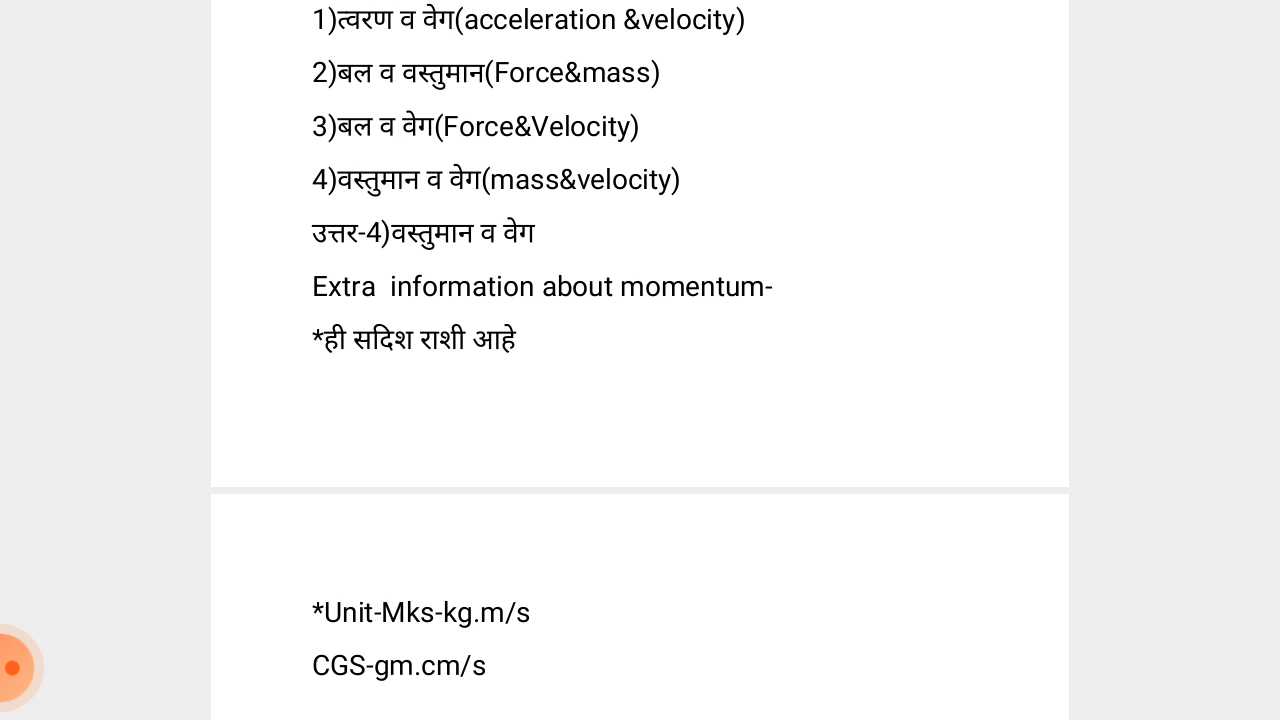 1)त्वरण व वेग(acceleration &velocity)
2)बल व वस्तुमान(Force&mass)
3)बल व वेग(Force&Velocity)
4)वस्तुमान व वेग(mass&velocity)
उत्तर-4)वस्तुमान व वेग
Extra  information about momentum-
*ही सदिश राशी आहे
*Unit-Mks-kg.m/s
CGS-gm.cm/s